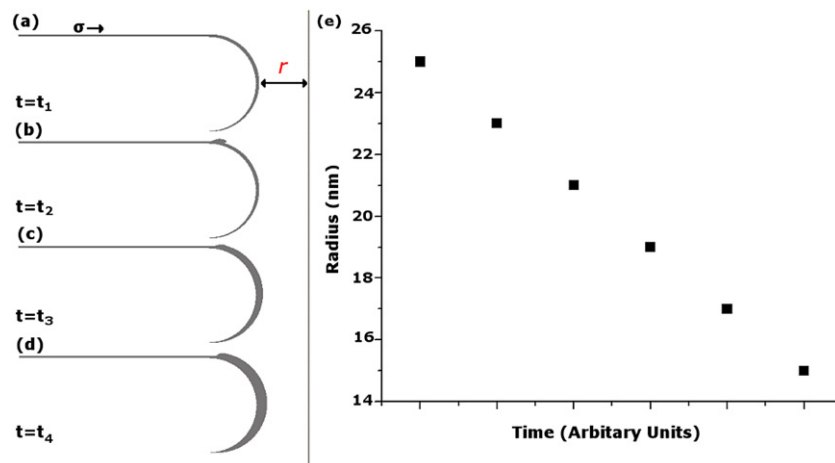 (a)
σ→
r
t=t1
(b)
t=t2
(c)
t=t3
(d)
t=t4
(e)
26
24
22
20
18
16
14
Radius (nm)
Time (Arbitary Units)